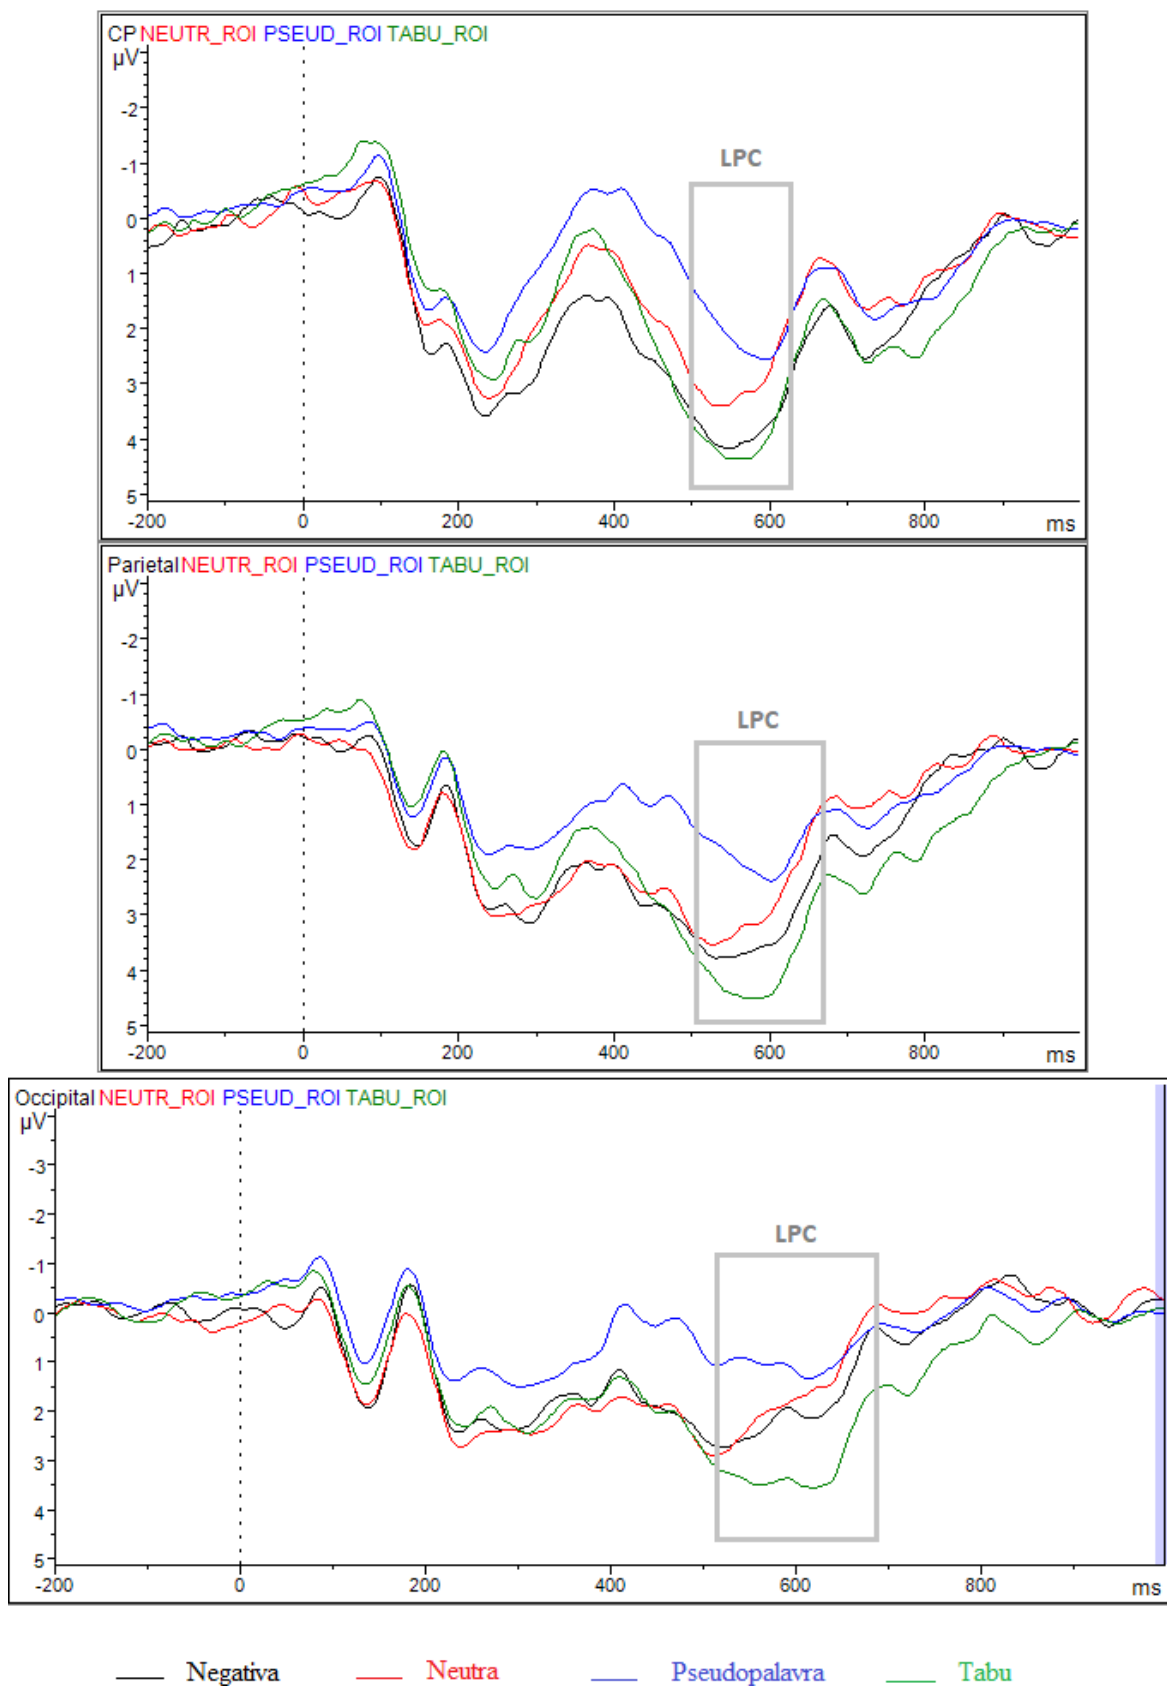 CP NEUTR_ROI PSEUD_ROI TABU_ROI
µV
-2
-1
LPC
0
1
2
3
4
5
-200 0 200 400 600 800 ms
Parietal NEUTR_ROI PSEUD_ROI TABU_ROI
µV
-2
-1
LPC
0
1
2
3
4
5
-200 0 200 400 600 800 ms
Occipital NEUTR_ROI PSEUD_ROI TABU_ROI
µV
-3
-2
LPC
-1
0
1
2
3
4
5
-200 0 200 400 600 800 ms
Negativa Neutra Pseudopalavra Tabu